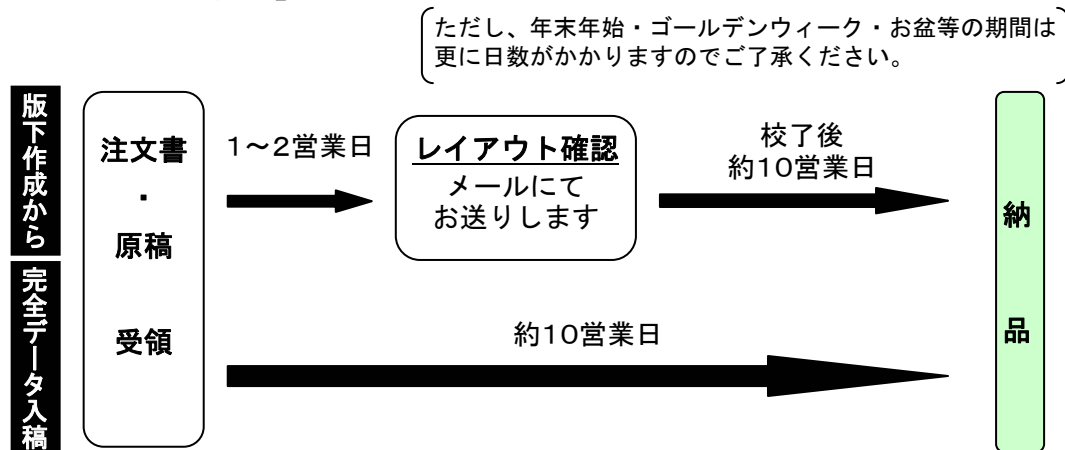 ただし、年末年始・ゴールデンウィーク・お盆等の期間は
更に日数がかかりますのでご了承ください。
版下作成から
完全データ入稿
注文書
・
原稿
受領
1～2営業日
レイアウト確認
メールにて
お送りします
校了後
約10営業日
約10営業日
納
品